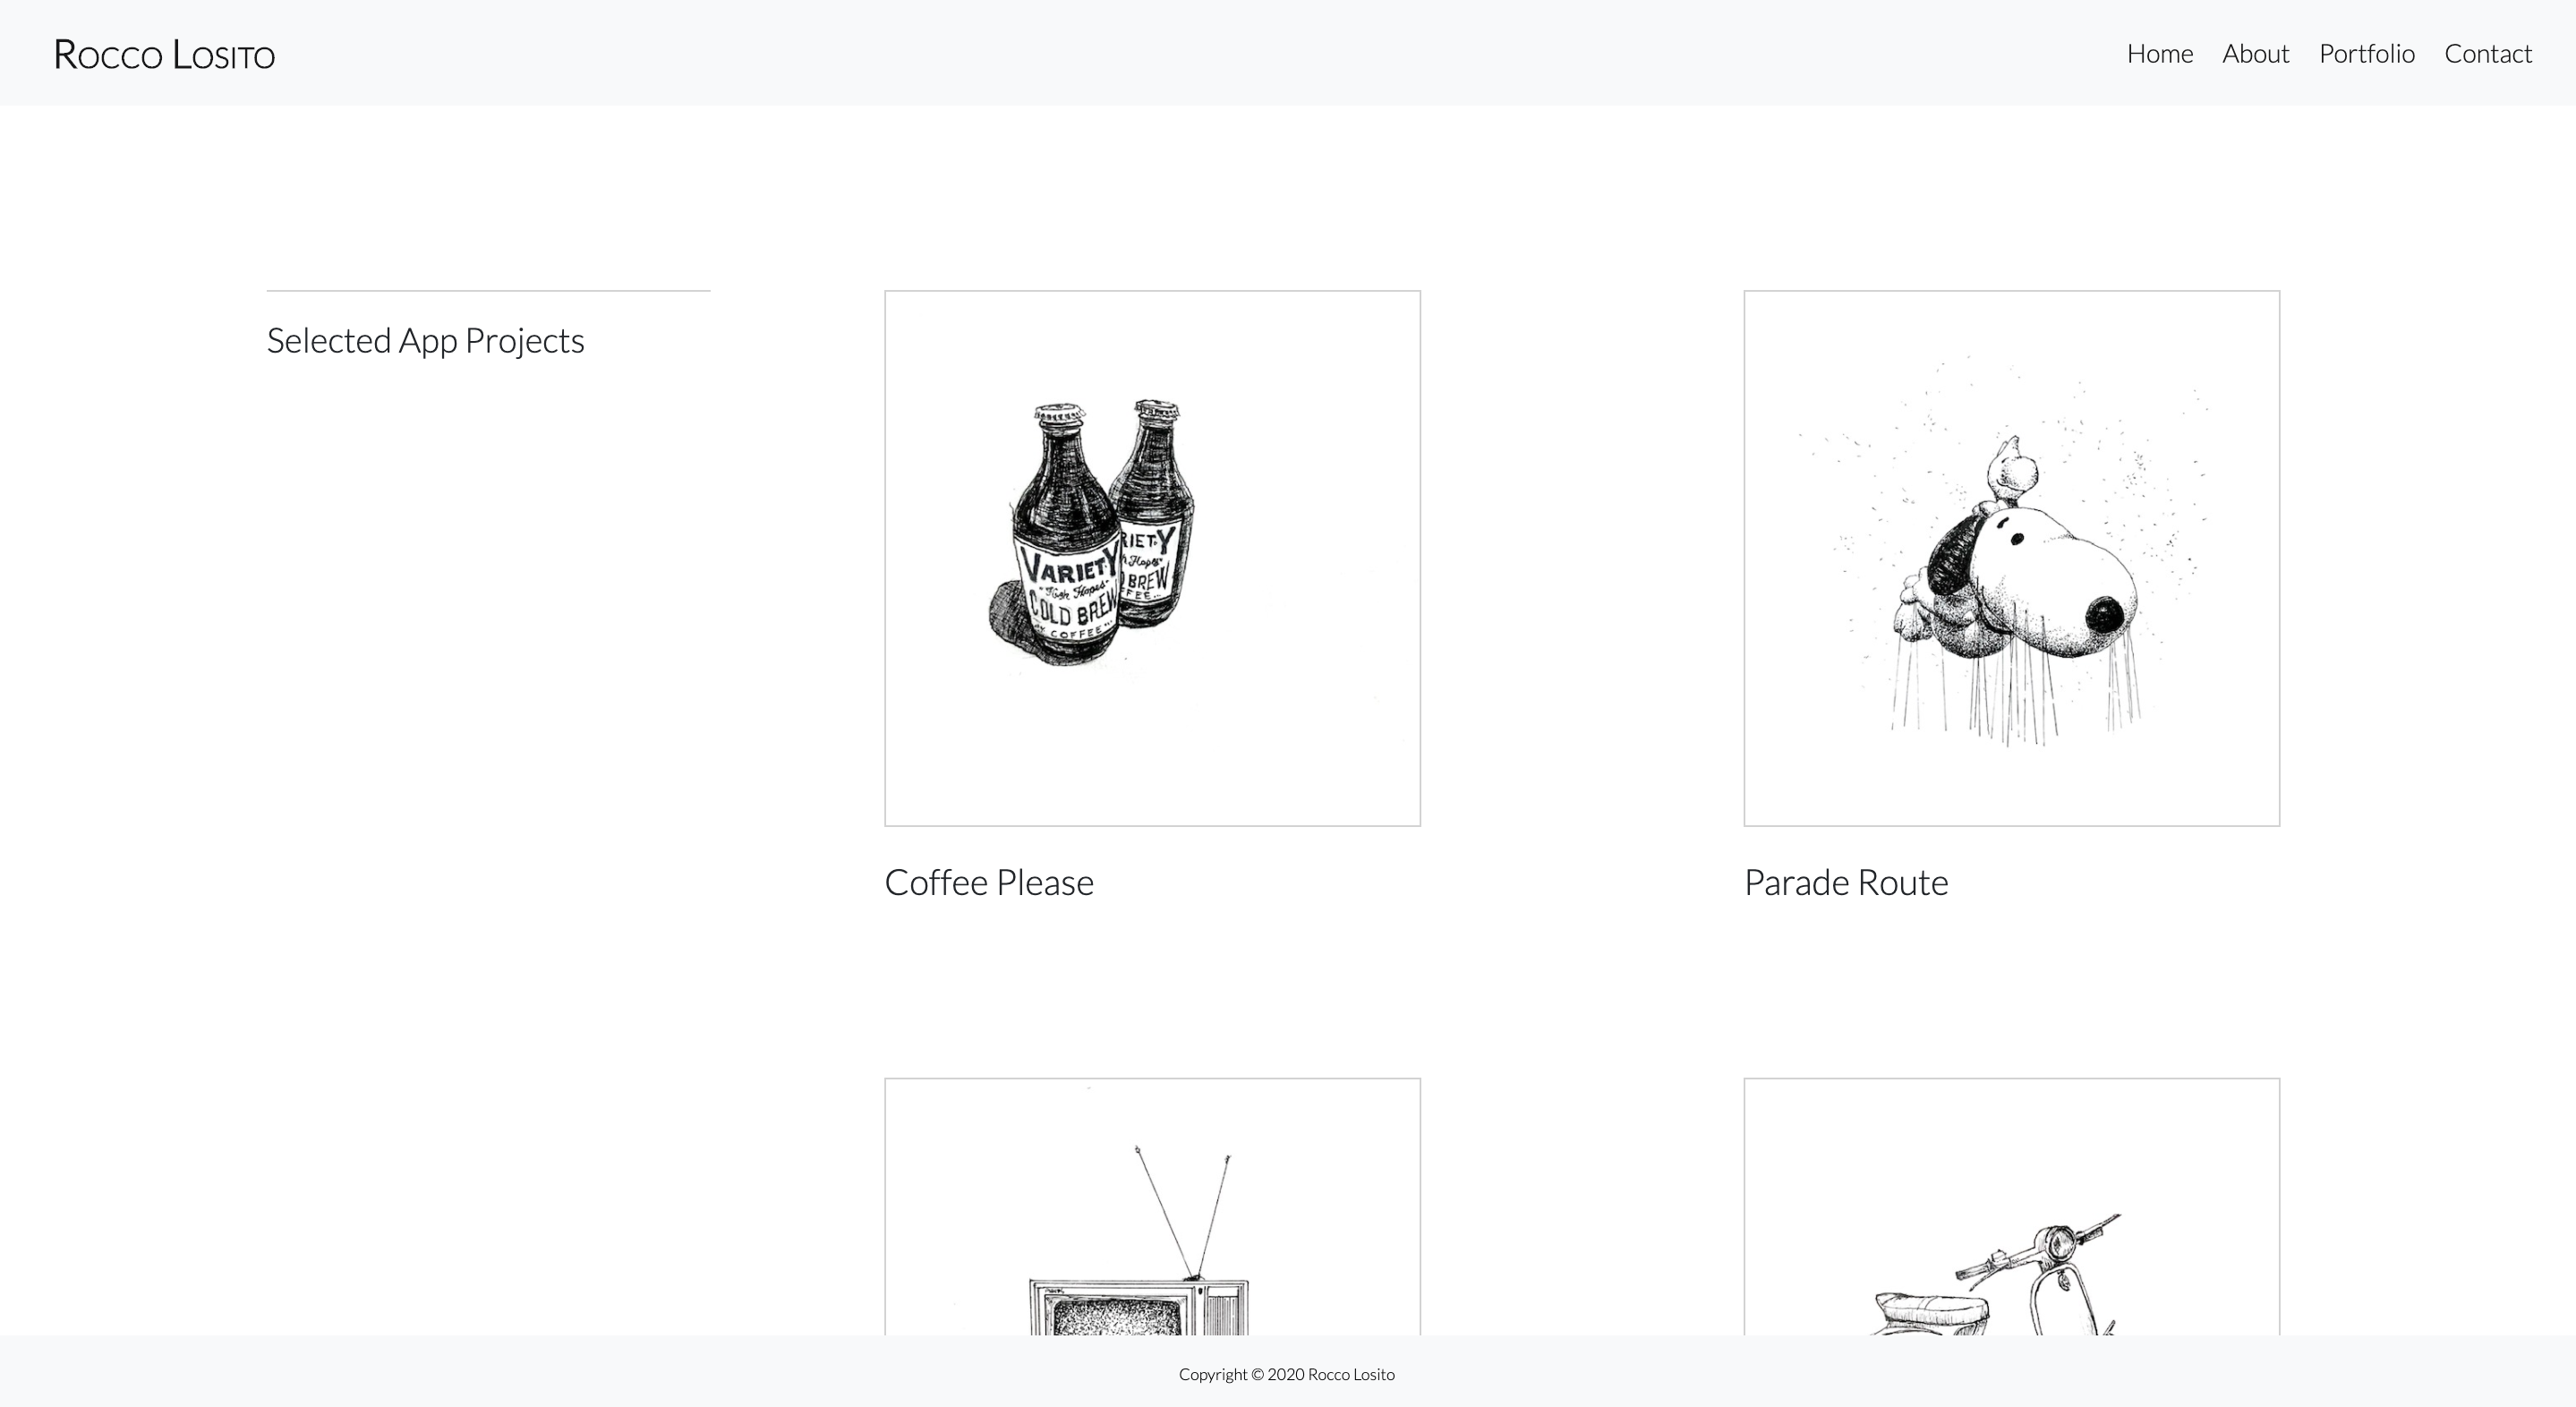 Rocco Losito
Home About Portfolio Contact
Selected App Projects
VARIETY
"High Hopes"
COLD BREW
COFFEE...
RIETY
h Hopes"
BREW
FFEE...
Coffee Please
Parade Route
Copyright © 2020 Rocco Losito